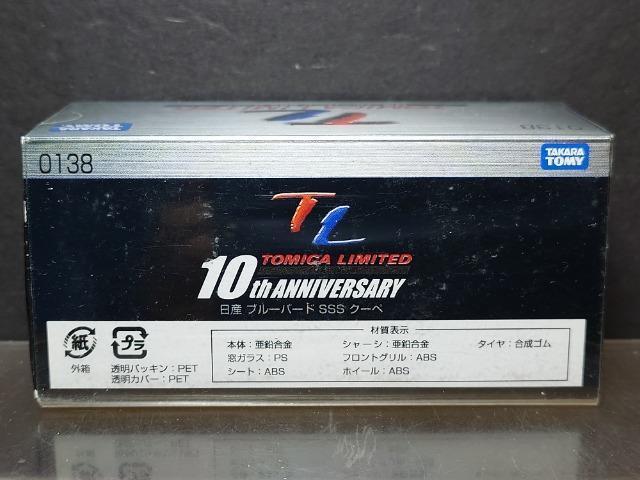 0138
TAKARA
TOMY
TL
TOMICA LIMITED
10th ANNIVERSARY
日産 ブルーバード SSS クーペ
紙
外箱
プラ
透明パッキン：PET
透明カバー：PET
材質表示
本体：亜鉛合金 シャーシ：亜鉛合金 タイヤ：合成ゴム
窓ガラス：PS フロントグリル：ABS
シート：ABS ホイール：ABS